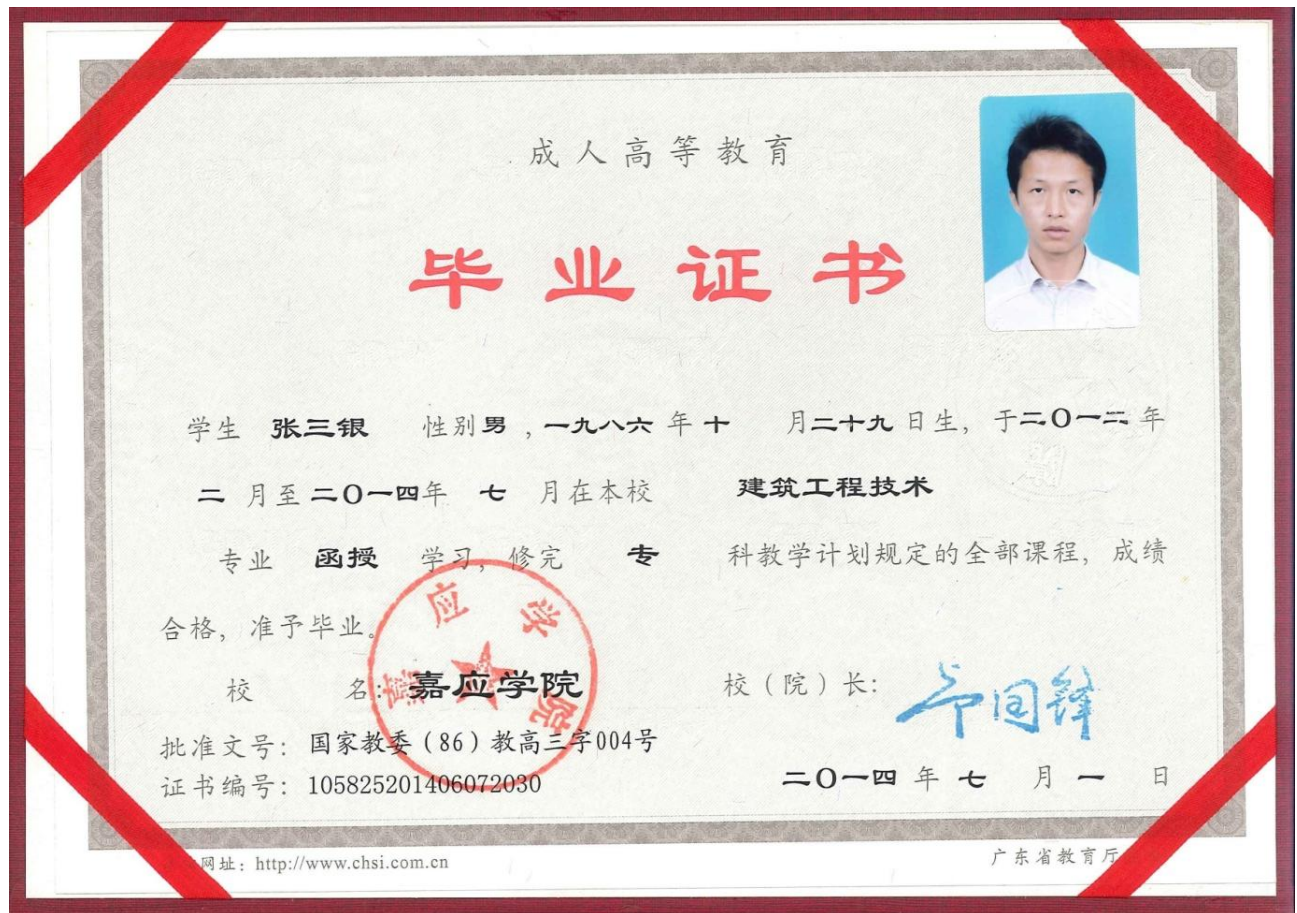 成人高等教育
毕业证书
学生 张三银 性别男，一九八六年十 月二十九日生，于二〇一二年
二 月至二〇一四年 七 月在本校 建筑工程技术
专业 函授 学习，修完 专 科教学计划规定的全部课程，成绩
合格，准予毕业。
校 名：嘉应学院
校（院）长：
批准文号：国家教委（86）教高三字004号
证书编号：105825201406072030
二〇一四年七 月一 日
嘉应学院
网址：http://www.chsi.com.cn
广东省教育厅